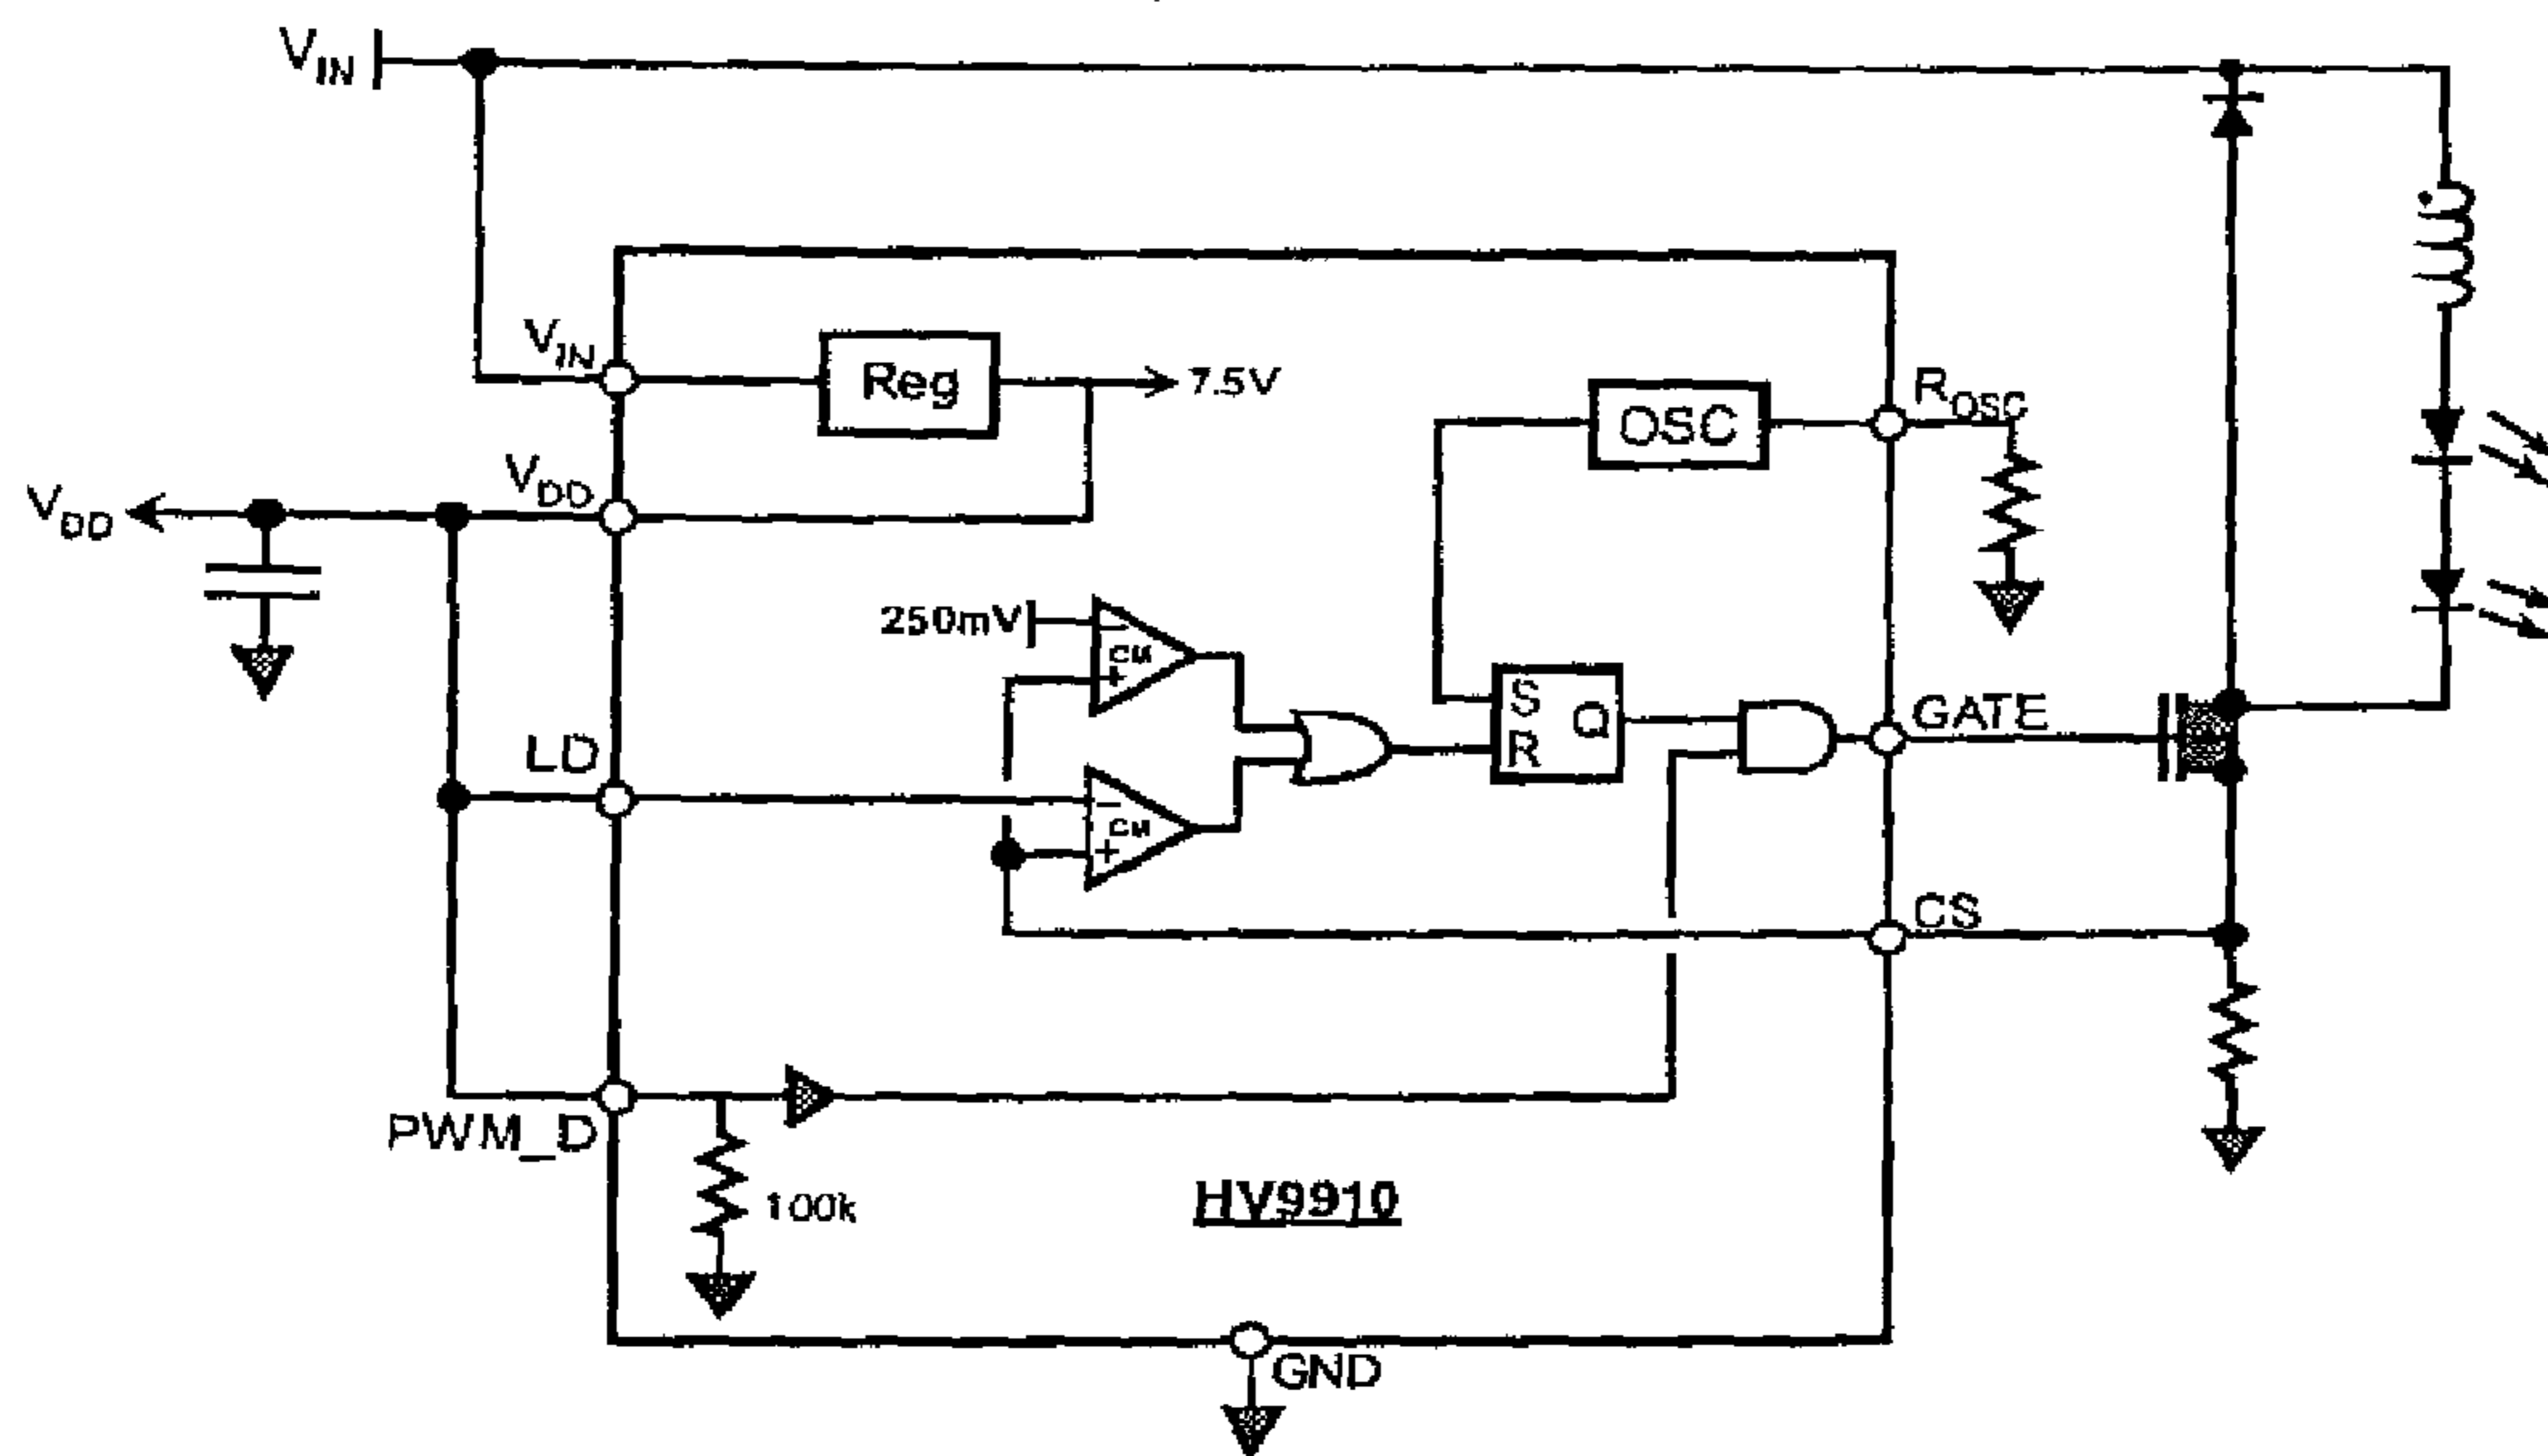 VIN
VIN
Reg
7.5V
OSC
ROSC
VDD
VDD
250mV
CM
+
S
Q
R
GATE
LD
CM
+
CS
PWM_D
100k
HV9910
GND